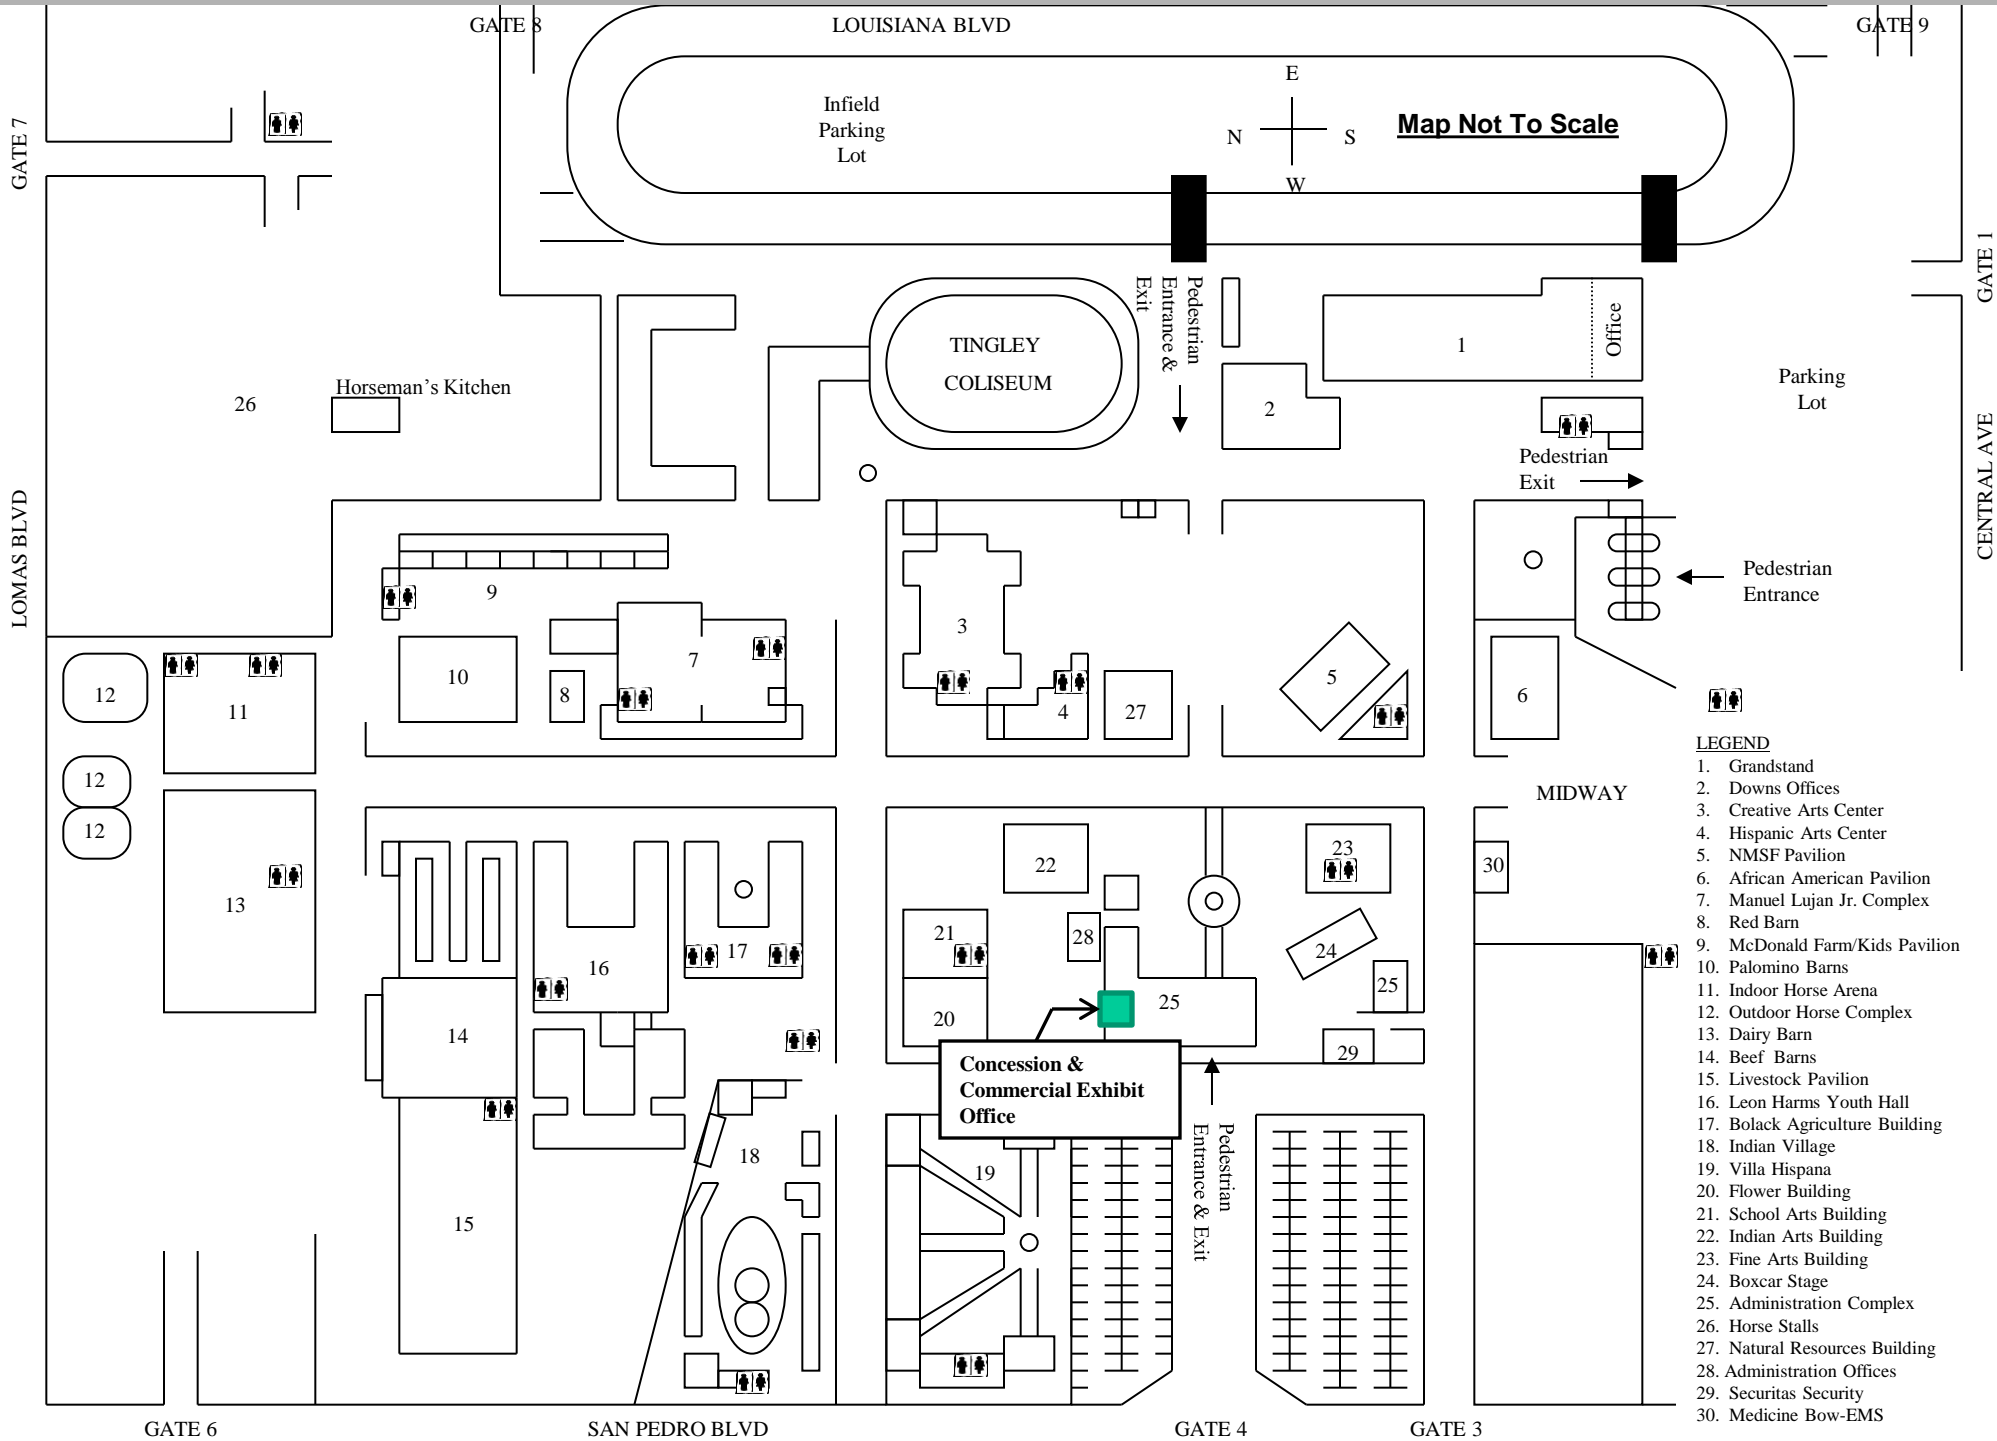 GATE 8
LOUISIANA BLVD
GATE 9
E
N
S
W
Map Not To Scale
Infield
Parking
Lot
GATE 7
GATE 1
Pedestrian
Entrance &
Exit
Office
TINGLEY
COLISEUM
1
Parking
Lot
Horseman's Kitchen
26
2
CENTRAL AVE
Pedestrian
Exit
LOMAS BLVD
Pedestrian
Entrance
9
3
7
5
10
8
12
11
4
27
6
12
12
MIDWAY
13
22
23
30
21
28
17
16
24
25
25
20
14
29
Concession &
Commercial Exhibit
Office
Pedestrian
Entrance & Exit
18
19
15
LEGEND
1. Grandstand
2. Downs Offices
3. Creative Arts Center
4. Hispanic Arts Center
5. NMSF Pavilion
6. African American Pavilion
7. Manuel Lujan Jr. Complex
8. Red Barn
9. McDonald Farm/Kids Pavilion
10. Palomino Barns
11. Indoor Horse Arena
12. Outdoor Horse Complex
13. Dairy Barn
14. Beef Barns
15. Livestock Pavilion
16. Leon Harms Youth Hall
17. Bolack Agriculture Building
18. Indian Village
19. Villa Hispana
20. Flower Building
21. School Arts Building
22. Indian Arts Building
23. Fine Arts Building
24. Boxcar Stage
25. Administration Complex
26. Horse Stalls
27. Natural Resources Building
28. Administration Offices
29. Securitas Security
30. Medicine Bow-EMS
GATE 6
SAN PEDRO BLVD
GATE 4
GATE 3